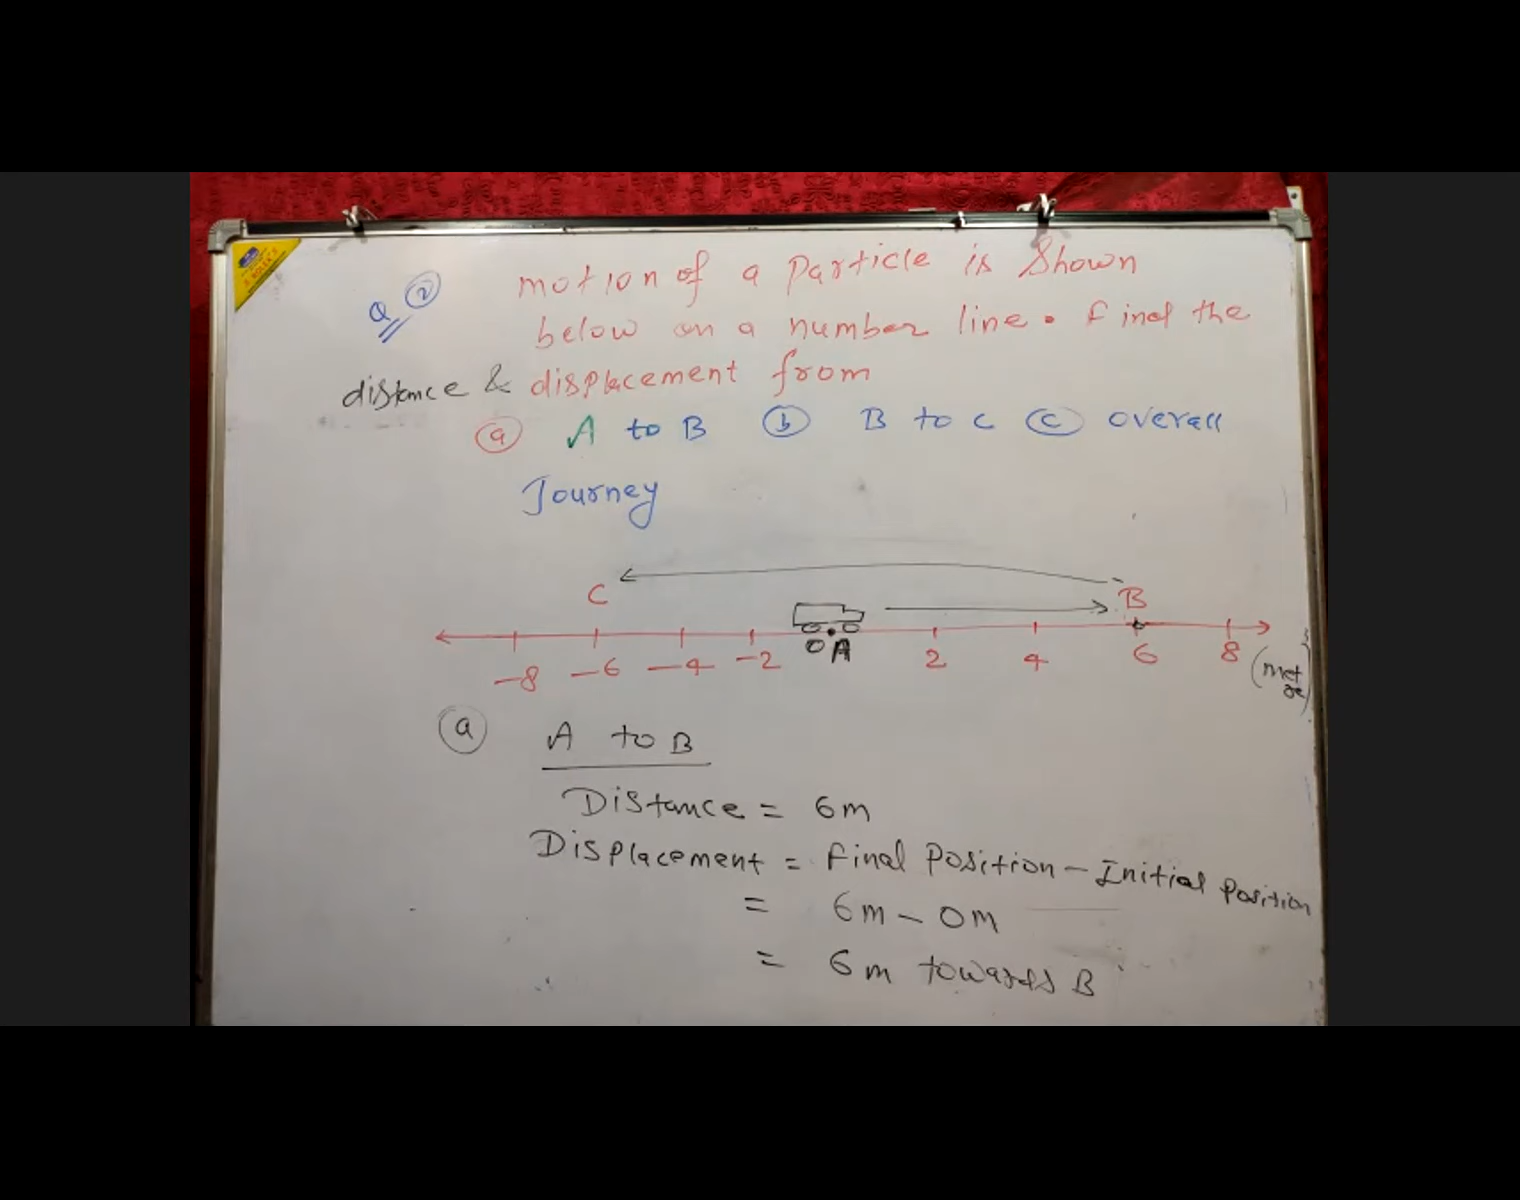 Q ②
motion of a particle is shown
below on a number line. find the
distance & displacement from
ⓐ A to B ⓑ B to C ⓒ overall
Journey
C B
-8 -6 -4 -2 0 A 2 4 6 8 (metre)
ⓐ A to B
Distance = 6m
Displacement = final position - Initial position
= 6m - 0m
= 6m towards B